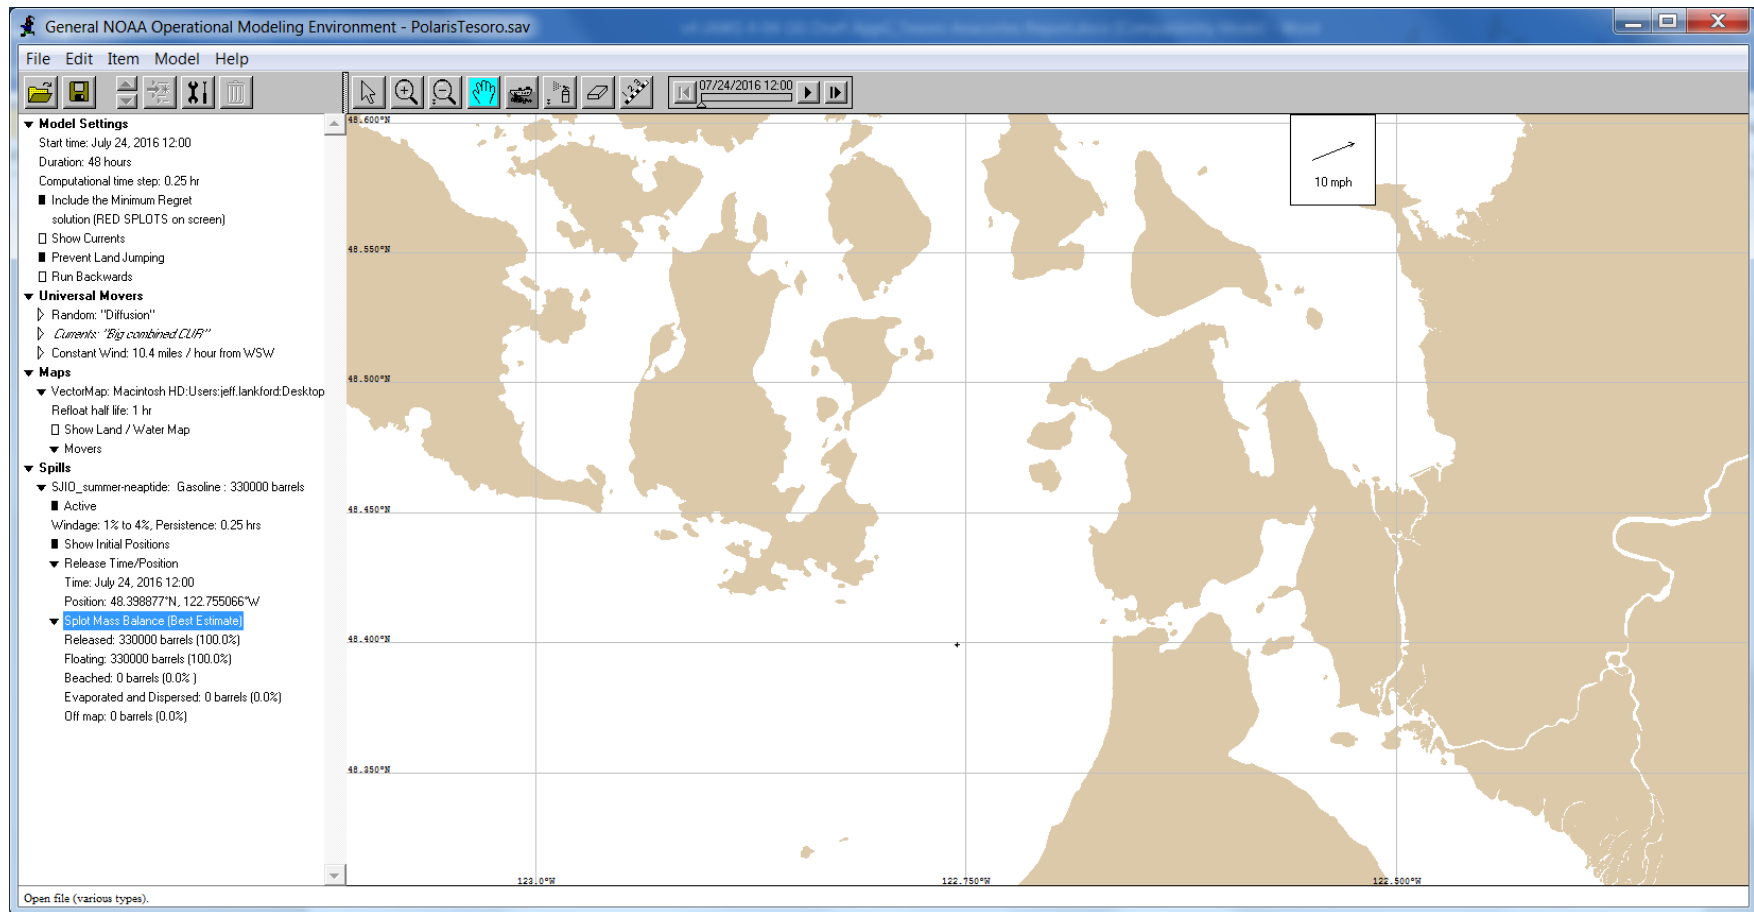 General NOAA Operational Modeling Environment - PolarisTesoro.sav
File Edit Item Model Help
07/24/2016 12:00
Model Settings
Start time: July 24, 2016 12:00
Duration: 48 hours
Computational time step: 0.25 hr
Include the Minimum Regret
solution (RED SPLOTS on screen)
Show Currents
Prevent Land Jumping
Run Backwards
Universal Movers
Random: "Diffusion"
Currents: "Big combined.CUR"
Constant Wind: 10.4 miles / hour from WSW
Maps
VectorMap: Macintosh HD:Users:jeff.lankford:Desktop
Refloat half life: 1 hr
Show Land / Water Map
Movers
Spills
SJIO_summer-neaptide: Gasoline : 330000 barrels
Active
Windage: 1% to 4%, Persistence: 0.25 hrs
Show Initial Positions
Release Time/Position
Time: July 24, 2016 12:00
Position: 48.398877°N, 122.755066°W
Splot Mass Balance (Best Estimate)
Released: 330000 barrels (100.0%)
Floating: 330000 barrels (100.0%)
Beached: 0 barrels (0.0% )
Evaporated and Dispersed: 0 barrels (0.0%)
Off map: 0 barrels (0.0%)
48.600°N
10 mph
48.550°N
48.500°N
48.450°N
48.400°N
48.350°N
123.0°W
122.750°W
122.500°W
Open file (various types).